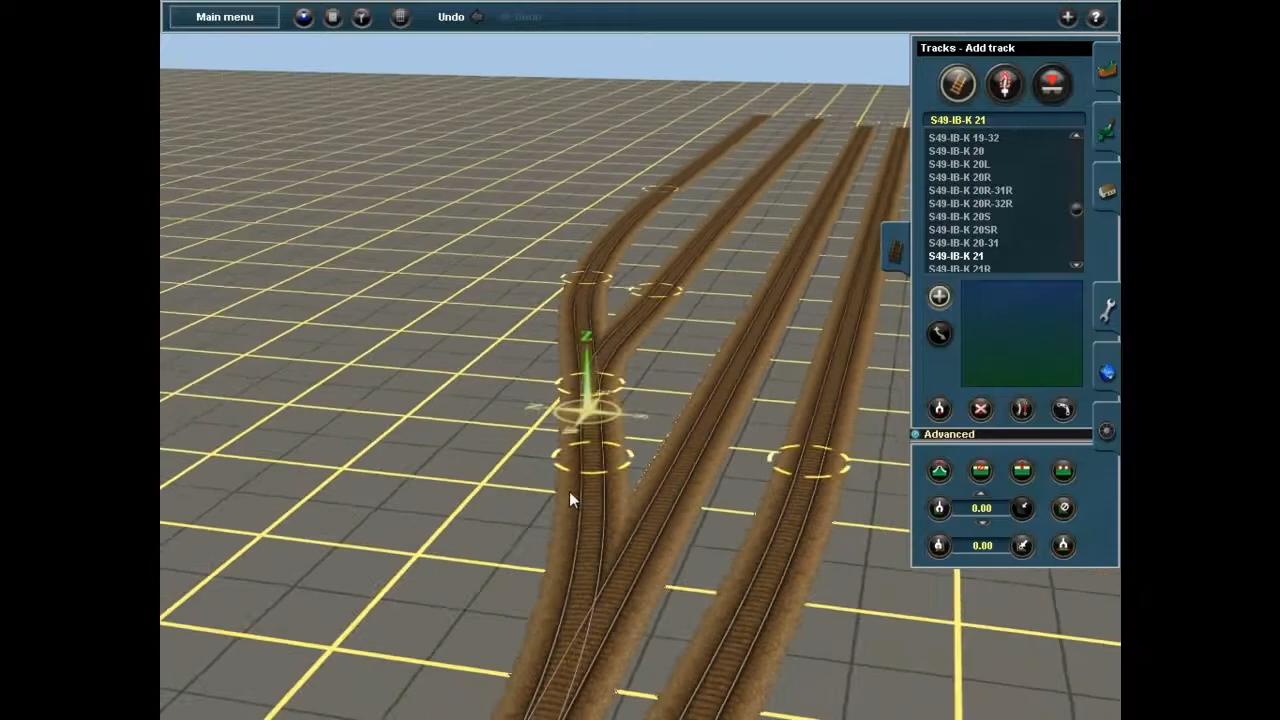 Main menu
Undo
Tracks - Add track
S49-IB-K 21
S49-IB-K 19-32
S49-IB-K 20
S49-IB-K 20L
S49-IB-K 20R
S49-IB-K 20R-31R
S49-IB-K 20R-32R
S49-IB-K 20S
S49-IB-K 20SR
S49-IB-K 20-31
S49-IB-K 21
S49-IB-K 21R
Z
Advanced
0.00
0.00